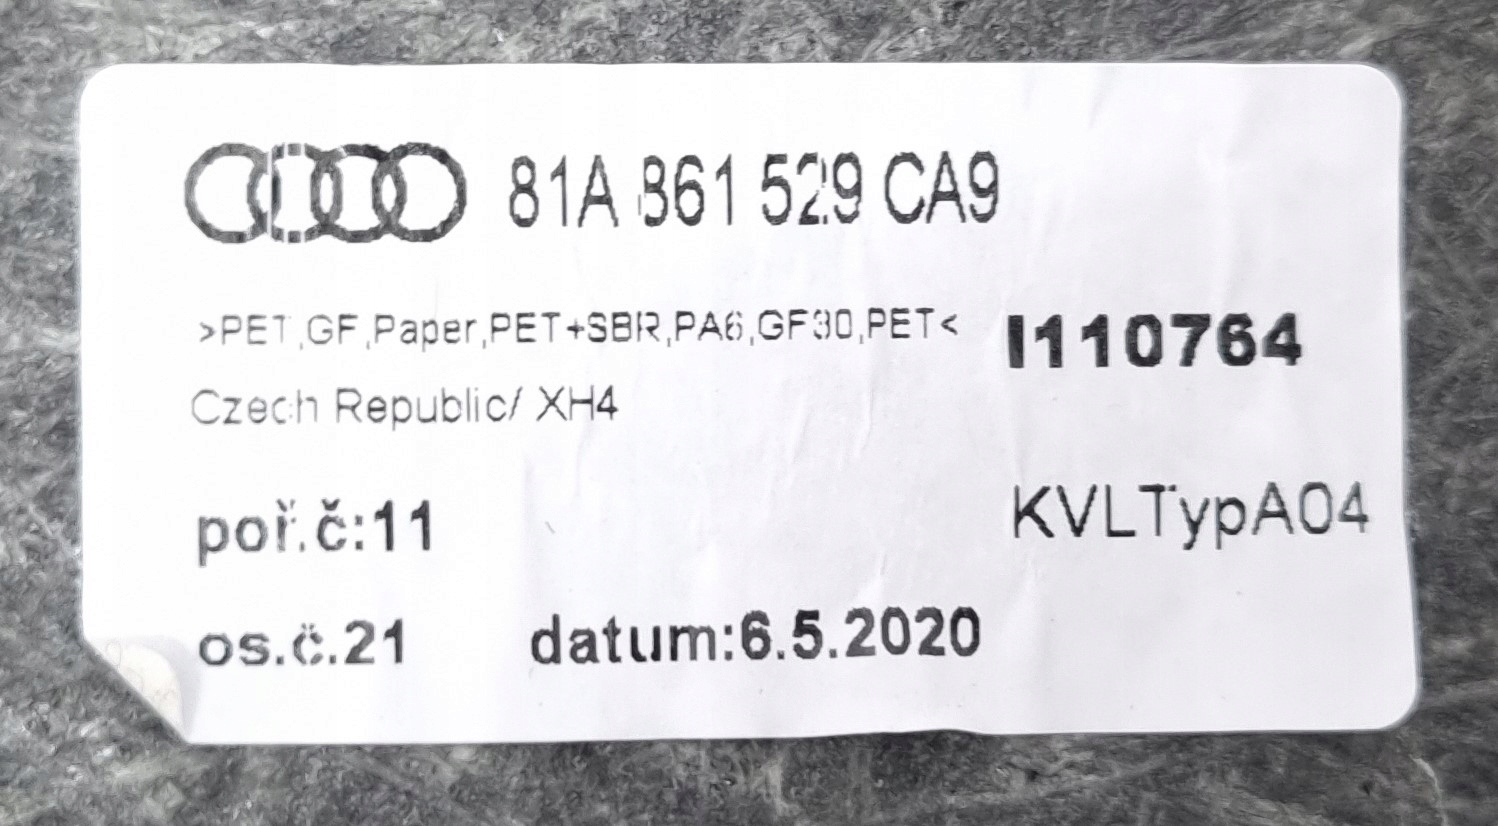 81A 861 529 CA9
>PET,GF,Paper,PET+SBR,PA6,GF30,PET<
I110764
Czech Republic/ XH4
poř.č:11
KVLTypA04
os.č.21 datum:6.5.2020